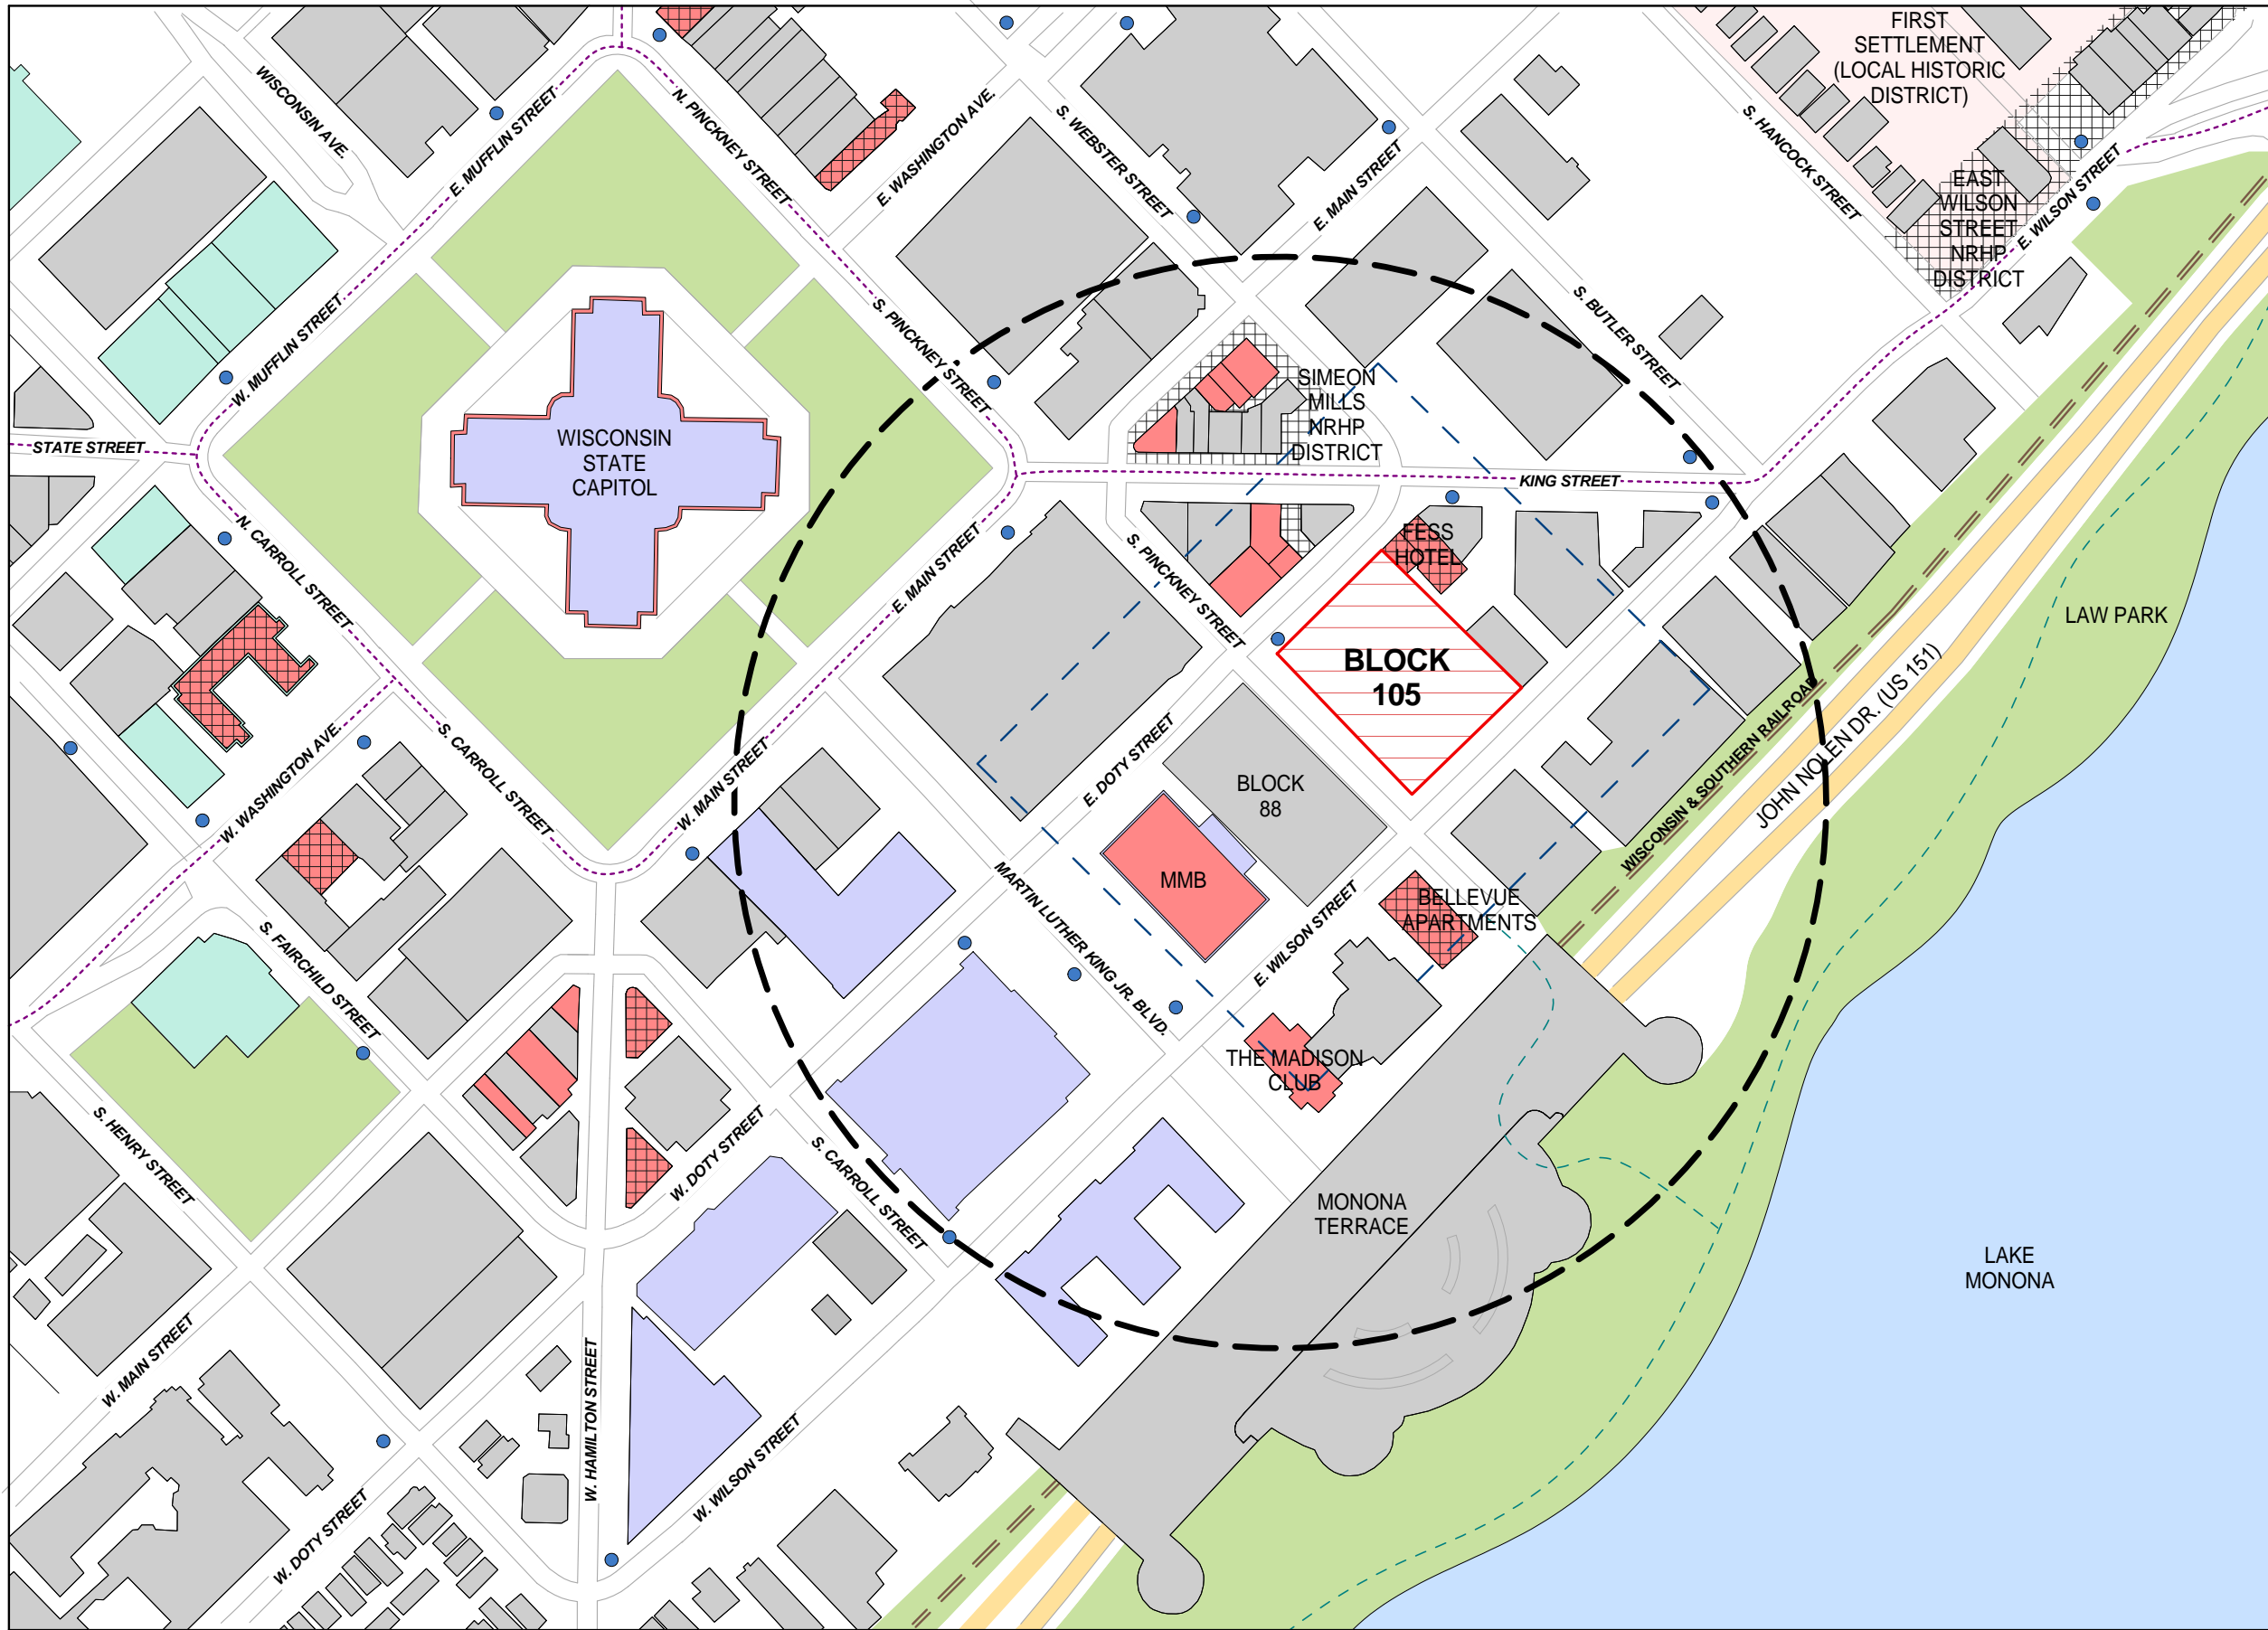 FIRST
SETTLEMENT
(LOCAL HISTORIC
DISTRICT)
WISCONSIN AVE.
E. MUFFLIN STREET
N. PINCKNEY STREET
E. WASHINGTON AVE.
S. WEBSTER STREET
E. MAIN STREET
S. HANCOCK STREET
EAST
WILSON
STREET
NRHP
DISTRICT
E. WILSON STREET
W. MUFFLIN STREET
S. PINCKNEY STREET
S. BUTLER STREET
SIMEON
MILLS
NRHP
DISTRICT
STATE STREET
WISCONSIN
STATE
CAPITOL
KING STREET
N. CARROLL STREET
E. MAIN STREET
S. PINCKNEY STREET
FESS
HOTEL
LAW PARK
BLOCK
105
S. CARROLL STREET
W. WASHINGTON AVE.
W. MAIN STREET
E. DOTY STREET
BLOCK
88
WISCONSIN & SOUTHERN RAILROAD
JOHN NOLEN DR. (US 151)
MMB
MARTIN LUTHER KING JR. BLVD.
E. WILSON STREET
BELLEVUE
APARTMENTS
S. FAIRCHILD STREET
THE MADISON
CLUB
S. HENRY STREET
W. DOTY STREET
S. CARROLL STREET
MONONA
TERRACE
LAKE
MONONA
W. MAIN STREET
W. HAMILTON STREET
W. WILSON STREET
W. DOTY STREET